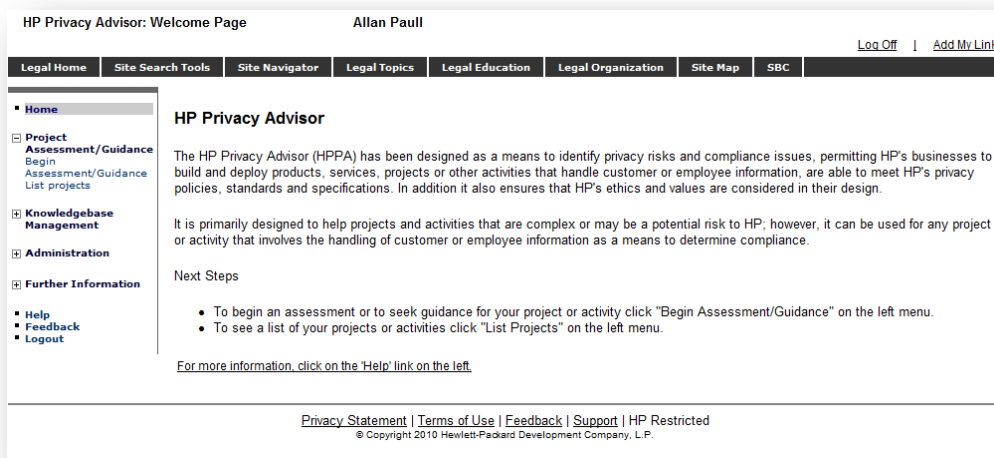 HP Privacy Advisor: Welcome Page Allan Paull
Log Off | Add My Link
Legal Home Site Search Tools Site Navigator Legal Topics Legal Education Legal Organization Site Map SBC
Home
Project
Assessment/Guidance
Begin
Assessment/Guidance
List projects
Knowledgebase
Management
Administration
Further Information
Help
Feedback
Logout
HP Privacy Advisor
The HP Privacy Advisor (HPPA) has been designed as a means to identify privacy risks and compliance issues, permitting HP's businesses to
build and deploy products, services, projects or other activities that handle customer or employee information, are able to meet HP's privacy
policies, standards and specifications. In addition it also ensures that HP's ethics and values are considered in their design.
It is primarily designed to help projects and activities that are complex or may be a potential risk to HP; however, it can be used for any project
or activity that involves the handling of customer or employee information as a means to determine compliance.
Next Steps
• To begin an assessment or to seek guidance for your project or activity click "Begin Assessment/Guidance" on the left menu.
• To see a list of your projects or activities click "List Projects" on the left menu.
For more information, click on the 'Help' link on the left.
Privacy Statement | Terms of Use | Feedback | Support | HP Restricted
© Copyright 2010 Hewlett-Packard Development Company, L.P.